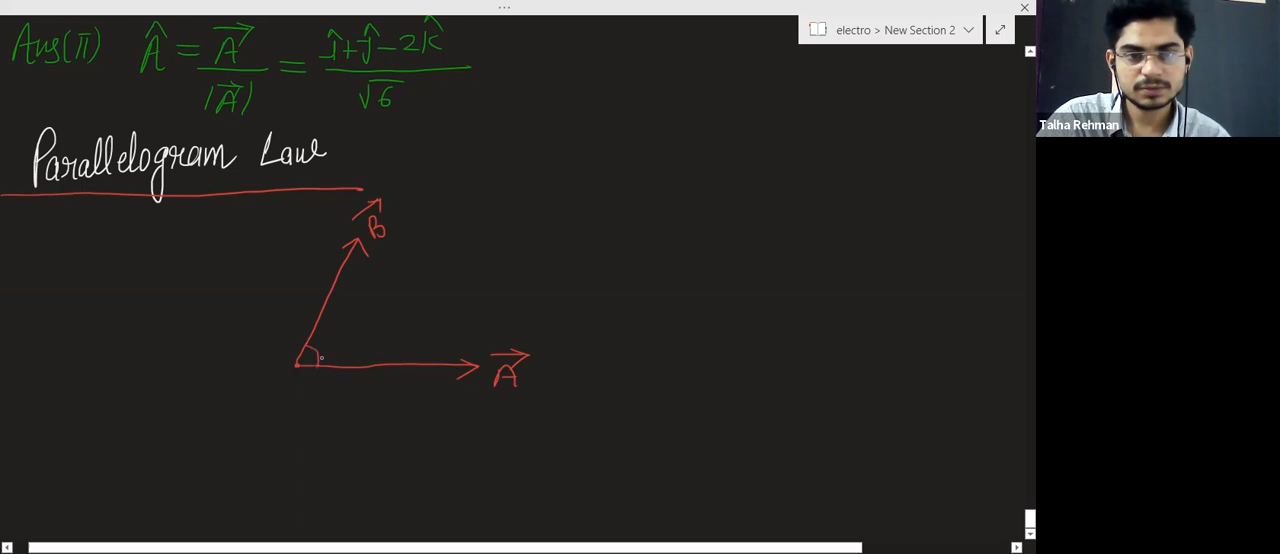 electro > New Section 2
Ans(ii) Â = A⃗ / |A⃗| = î+ĵ-2k̂ / √6
Talha Rehman
Parallelogram Law
B⃗
A⃗